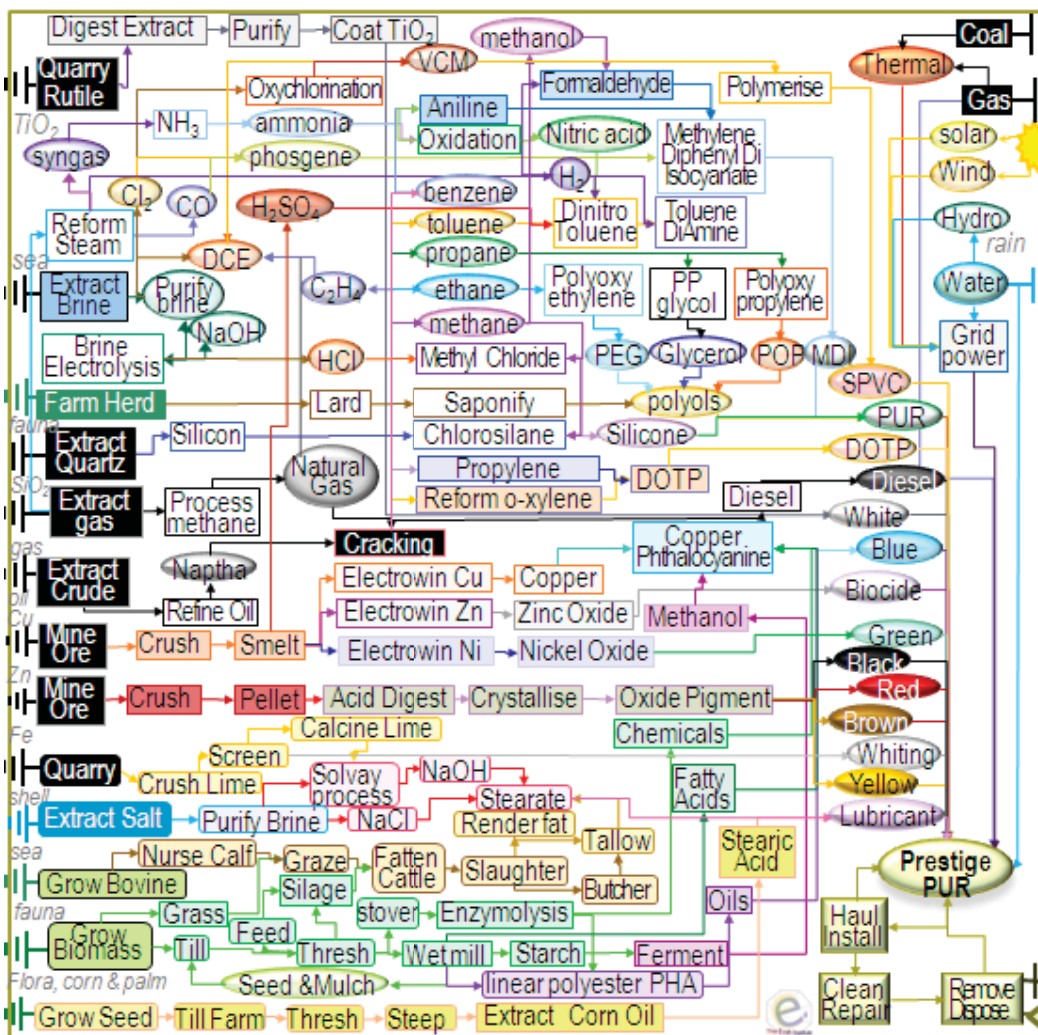 Digest Extract
Purify
Coat TiO2
methanol
Coal
Quarry
Rutile
VCM
Thermal
Oxychlorination
Formaldehyde
Polymerise
Gas
TiO2
NH3
ammonia
Aniline
Oxidation
Nitric acid
Methylene
Diphenyl Di
Isocyanate
solar
syngas
phosgene
Wind
Cl2
CO
H2SO4
benzene
H2
Reform
Steam
toluene
Dinitro
Toluene
Toluene
DiAmine
Hydro
rain
sea
DCE
propane
Extract
Brine
Purify
brine
C2H4
ethane
Polyoxy
ethylene
PP
glycol
Polyoxy
propylene
Water
NaOH
methane
Brine
Electrolysis
HCl
Methyl Chloride
PEG
Glycerol
POP
MDI
Grid
power
SPVC
Farm Herd
Lard
Saponify
polyols
PUR
fauna
Extract
Quartz
Silicon
Chlorosilane
Silicone
DOTP
Natural
Gas
Propylene
DOTP
Diesel
SiO2
Extract
gas
Process
methane
Reform o-xylene
Diesel
White
gas
Cracking
Copper
Phthalocyanine
Blue
Extract
Crude
Naptha
Electrowin Cu
Copper
Biocide
oil
Refine Oil
Electrowin Zn
Zinc Oxide
Methanol
Cu
Mine
Ore
Crush
Smelt
Electrowin Ni
Nickel Oxide
Green
Zn
Black
Mine
Ore
Crush
Pellet
Acid Digest
Crystallise
Oxide Pigment
Red
Fe
Calcine Lime
Chemicals
Brown
Screen
Whiting
Quarry
Crush Lime
Solvay
process
NaOH
Fatty
Acids
Yellow
shell
Stearate
Extract Salt
Purify Brine
NaCl
Lubricant
Render fat
Tallow
Stearic
Acid
sea
Nurse Calf
Graze
Fatten
Cattle
Slaughter
Prestige
PUR
Grow Bovine
Silage
Butcher
fauna
Grass
stover
Enzymolysis
Oils
Haul
Install
Feed
Grow
Biomass
Till
Thresh
Wet mill
Starch
Ferment
Flora, corn & palm
Seed &Mulch
linear polyester PHA
Clean
Repair
Remove
Dispose
Grow Seed
Till Farm
Thresh
Steep
Extract Corn Oil